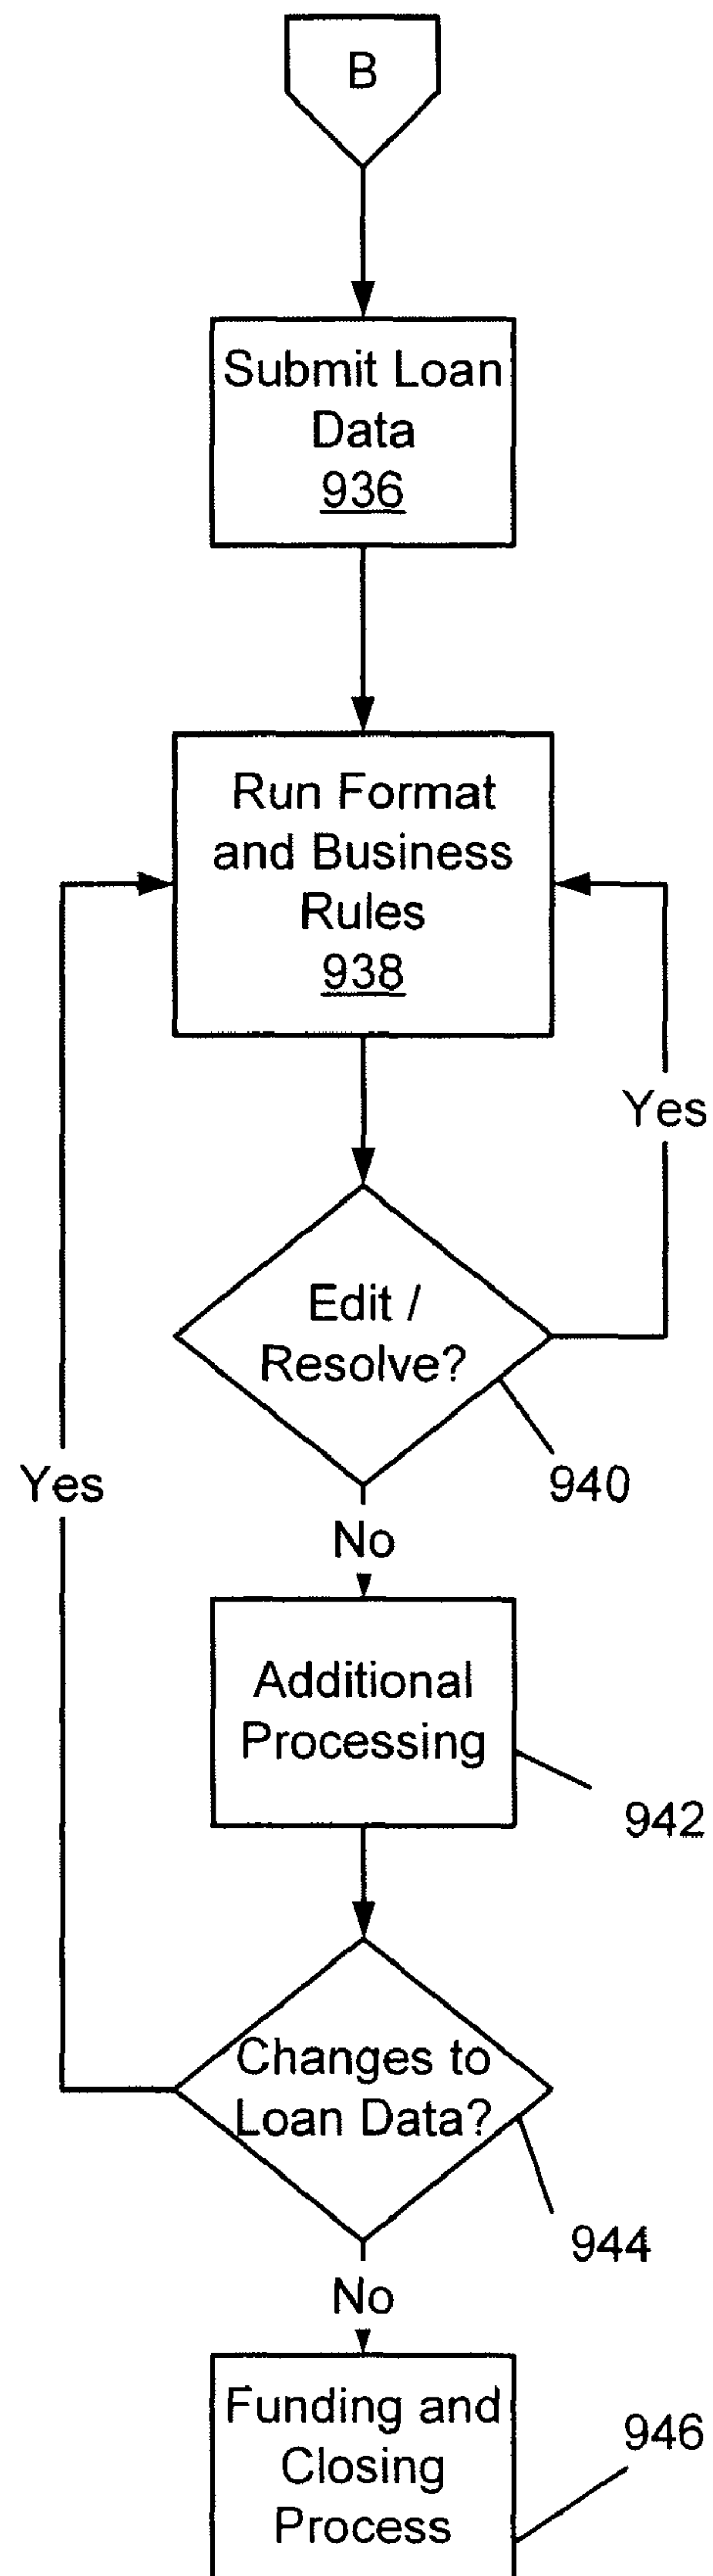 B
Submit Loan
Data
936
Run Format
and Business
Rules
938
Yes
Edit /
Resolve?
940
Yes
No
Additional
Processing
942
Changes to
Loan Data?
944
No
Funding and
Closing
Process
946